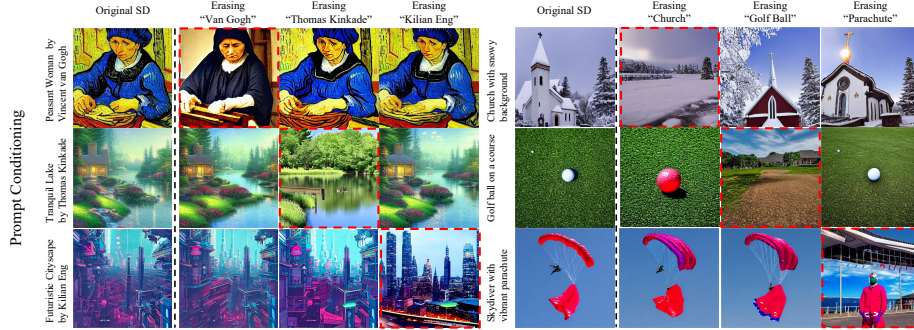 Original SD
Erasing
"Van Gogh"
Erasing
"Thomas Kinkade"
Erasing
"Kilian Eng"
Original SD
Erasing
"Church"
Erasing
"Golf Ball"
Erasing
"Parachute"
Prompt Conditioning
Peasant Woman by
Vincent van Gogh
Tranquil Lake
by Thomas Kinkade
Futuristic Cityscape
by Kilian Eng
Church with snowy
background
Golf ball on a course
Skydiver with
vibrant parachute